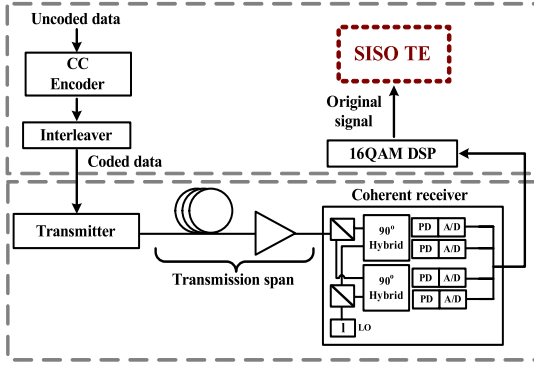 Uncoded data
CC
Encoder
Interleaver
Coded data
SISO TE
Original
signal
16QAM DSP
Transmitter
Transmission span
Coherent receiver
90°
Hybrid
PD A/D
PD A/D
90°
Hybrid
PD A/D
PD A/D
I LO